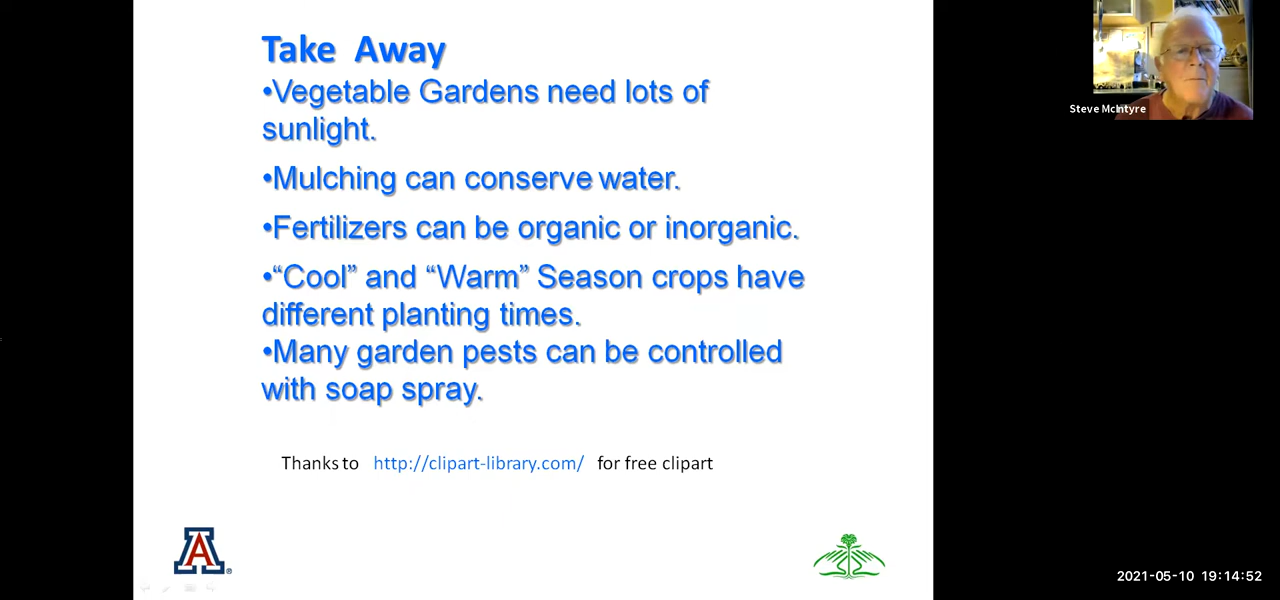 Take Away
•Vegetable Gardens need lots of
sunlight.
•Mulching can conserve water.
•Fertilizers can be organic or inorganic.
•“Cool” and “Warm” Season crops have
different planting times.
•Many garden pests can be controlled
with soap spray.
Thanks to http://clipart-library.com/ for free clipart
A
®
Steve McIntyre
2021-05-10 19:14:52